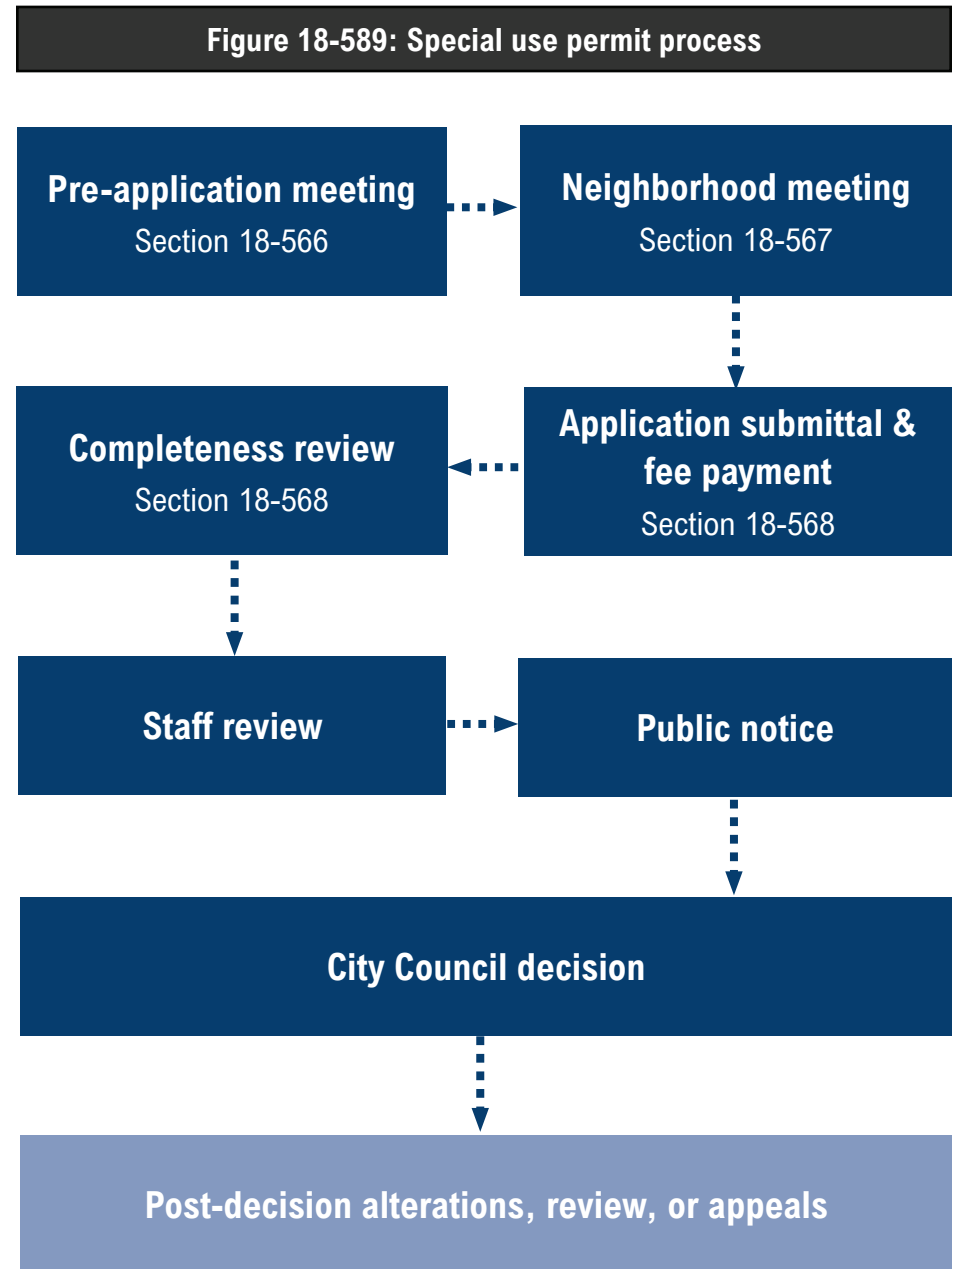 Figure 18-589: Special use permit process
Pre-application meeting
Section 18-566
Neighborhood meeting
Section 18-567
Application submittal &
fee payment
Section 18-568
Completeness review
Section 18-568
Staff review
Public notice
City Council decision
Post-decision alterations, review, or appeals